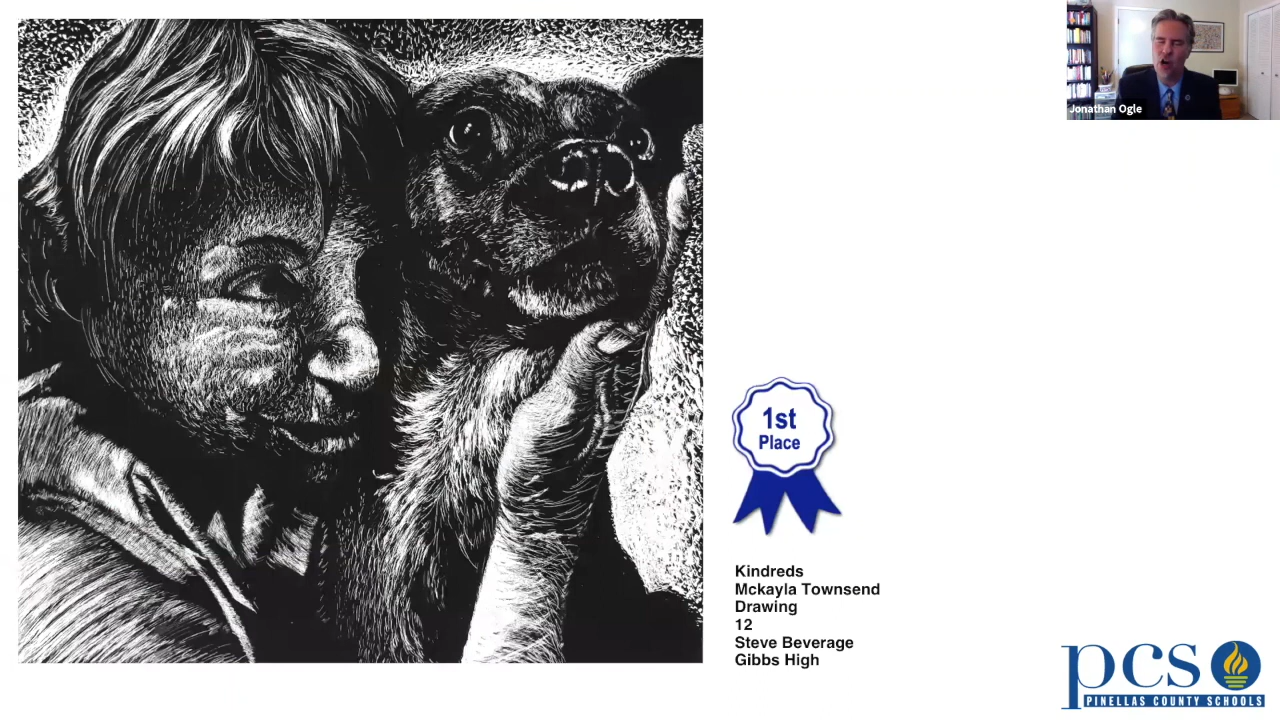 Jonathan Ogle
1st
Place
Kindreds
Mckayla Townsend
Drawing
12
Steve Beverage
Gibbs High
pcs
PINELLAS COUNTY SCHOOLS